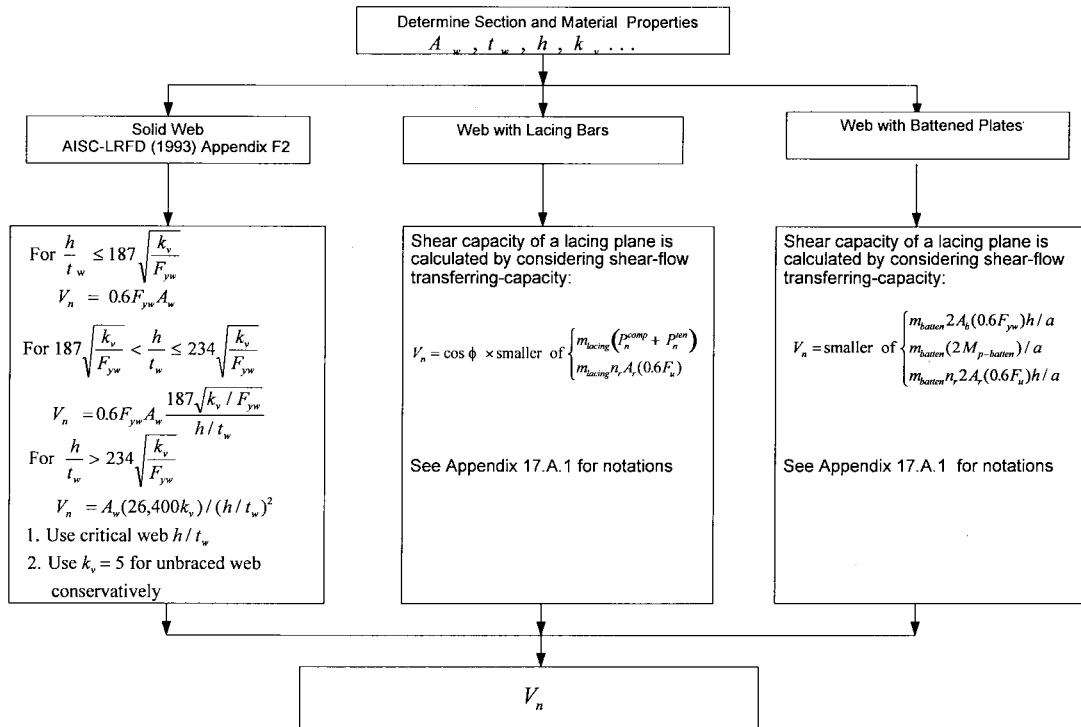 Determine Section and Material Properties
A_w , t_w , h , k_v ...
Solid Web
AISC-LRFD (1993) Appendix F2
For h/t_w ≤ 187√(k_v/F_yw)
V_n = 0.6F_yw A_w
For 187√(k_v/F_yw) < h/t_w ≤ 234√(k_v/F_yw)
V_n = 0.6F_yw A_w (187√(k_v / F_yw))/(h / t_w)
For h/t_w > 234√(k_v/F_yw)
V_n = A_w(26,400k_v)/(h/t_w)²
1. Use critical web h/t_w
2. Use k_v = 5 for unbraced web
conservatively
Web with Lacing Bars
Shear capacity of a lacing plane is
calculated by considering shear-flow
transferring-capacity:
V_n = cos ϕ × smaller of { m_lacing(P_n^comp + P_n^ten)
m_lacing n_r A_r(0.6F_u)
See Appendix 17.A.1 for notations
Web with Battened Plates
Shear capacity of a lacing plane is
calculated by considering shear-flow
transferring-capacity:
V_n = smaller of { m_batten 2A_b(0.6F_yw)h / a
m_batten(2M_p-batten)/ a
m_batten n_r 2A_r(0.6F_u)h / a
See Appendix 17.A.1 for notations
V_n